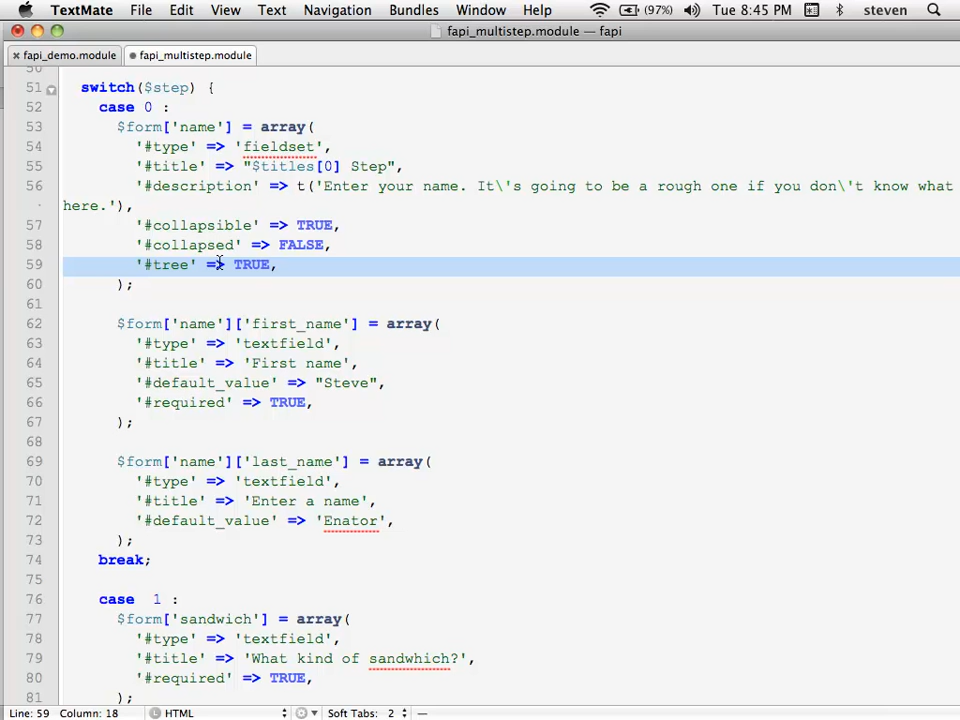 TextMate File Edit View Text Navigation Bundles Window Help (97%) Tue 8:45 PM steven
fapi_multistep.module — fapi
fapi_demo.module fapi_multistep.module
50
51 switch($step) {
52 case 0 :
53 $form['name'] = array(
54 '#type' => 'fieldset',
55 '#title' => "$titles[0] Step",
56 '#description' => t('Enter your name. It\'s going to be a rough one if you don\'t know what
here.'),
57 '#collapsible' => TRUE,
58 '#collapsed' => FALSE,
59 '#tree' => TRUE,
60 );
61
62 $form['name']['first_name'] = array(
63 '#type' => 'textfield',
64 '#title' => 'First name',
65 '#default_value' => "Steve",
66 '#required' => TRUE,
67 );
68
69 $form['name']['last_name'] = array(
70 '#type' => 'textfield',
71 '#title' => 'Enter a name',
72 '#default_value' => 'Enator',
73 );
74 break;
75
76 case 1 :
77 $form['sandwich'] = array(
78 '#type' => 'textfield',
79 '#title' => 'What kind of sandwhich?',
80 '#required' => TRUE,
81 );
Line: 59 Column: 18 HTML Soft Tabs: 2 —